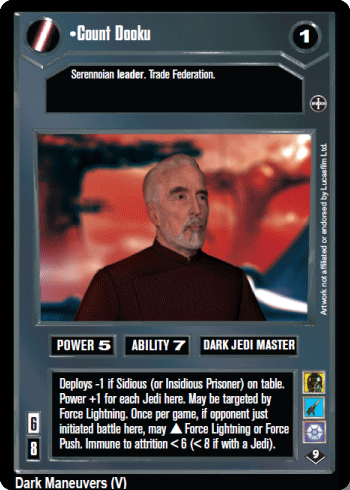 •Count Dooku
1
Serennoian leader. Trade Federation.
Artwork not affiliated or endorsed by Lucasfilm Ltd.
POWER 5 ABILITY 7 DARK JEDI MASTER
Deploys -1 if Sidious (or Insidious Prisoner) on table.
Power +1 for each Jedi here. May be targeted by
Force Lightning. Once per game, if opponent just
initiated battle here, may ▲ Force Lightning or Force
Push. Immune to attrition < 6 (< 8 if with a Jedi).
6
8
9
Dark Maneuvers (V)